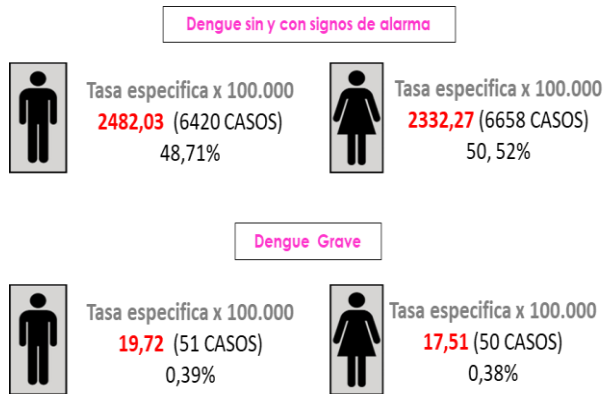 Dengue sin y con signos de alarma
Tasa especifica x 100.000
2482,03 (6420 CASOS)
48,71%
Tasa especifica x 100.000
2332,27 (6658 CASOS)
50, 52%
Dengue Grave
Tasa especifica x 100.000
19,72 (51 CASOS)
0,39%
Tasa especifica x 100.000
17,51 (50 CASOS)
0,38%